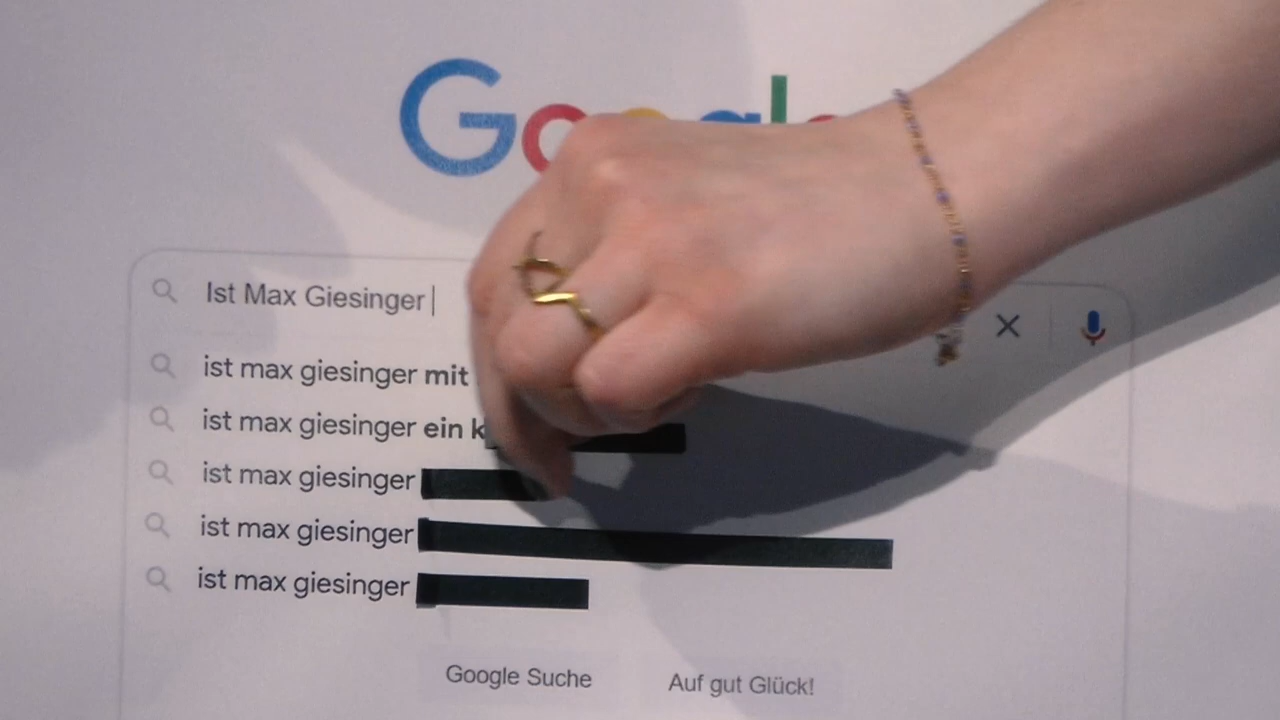 Google
Ist Max Giesinger
ist max giesinger mit
ist max giesinger ein k
ist max giesinger
ist max giesinger
ist max giesinger
Google Suche
Auf gut Glück!